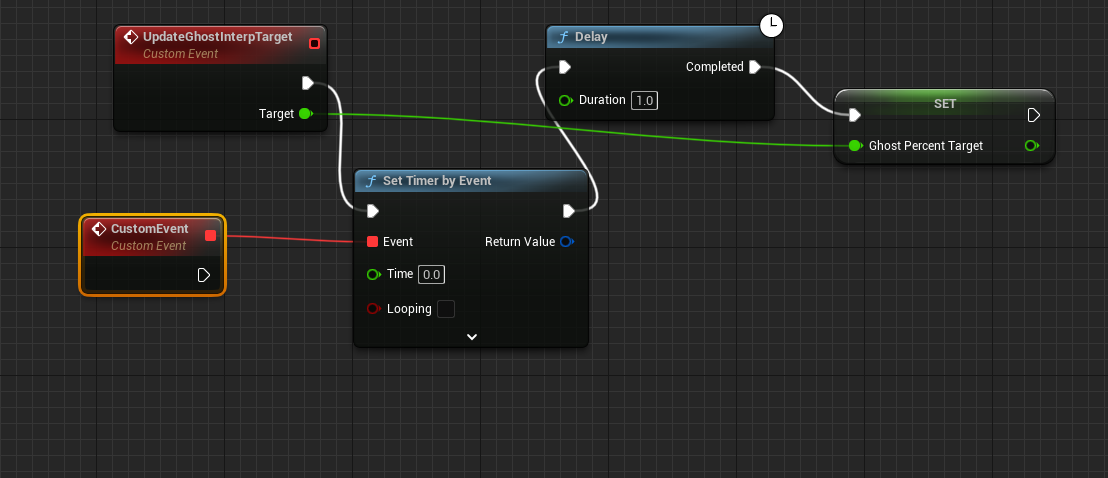 UpdateGhostInterpTarget
Custom Event
Target
Delay
Completed
Duration 1.0
SET
Ghost Percent Target
Set Timer by Event
Event
Return Value
Time 0.0
Looping
CustomEvent
Custom Event